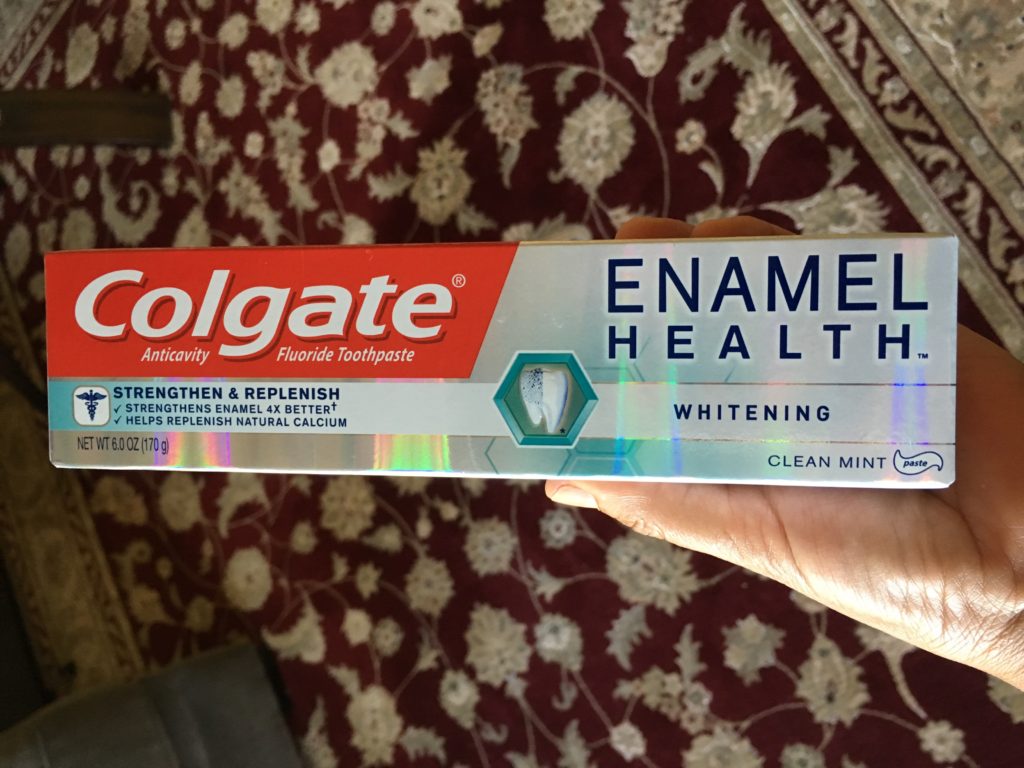 Colgate®
Anticavity Fluoride Toothpaste
STRENGTHEN & REPLENISH
✓ STRENGTHENS ENAMEL 4X BETTER†
✓ HELPS REPLENISH NATURAL CALCIUM
NET WT 6.0 OZ (170 g)
*
ENAMEL
HEALTH™
WHITENING
CLEAN MINT paste